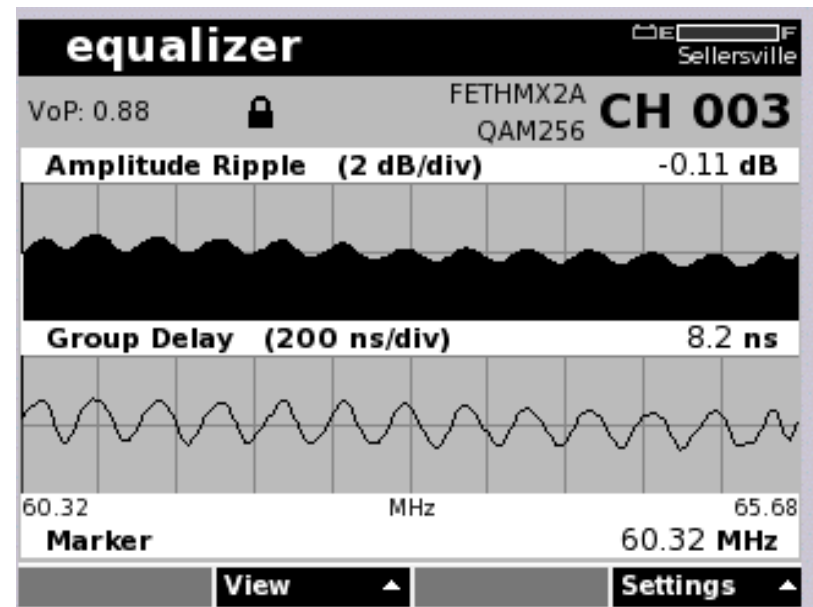 equalizer
E F
Sellersville
VoP: 0.88
FETHMX2A
QAM256
CH 003
Amplitude Ripple (2 dB/div) -0.11 dB
Group Delay (200 ns/div) 8.2 ns
60.32 MHz 65.68
Marker 60.32 MHz
View Settings